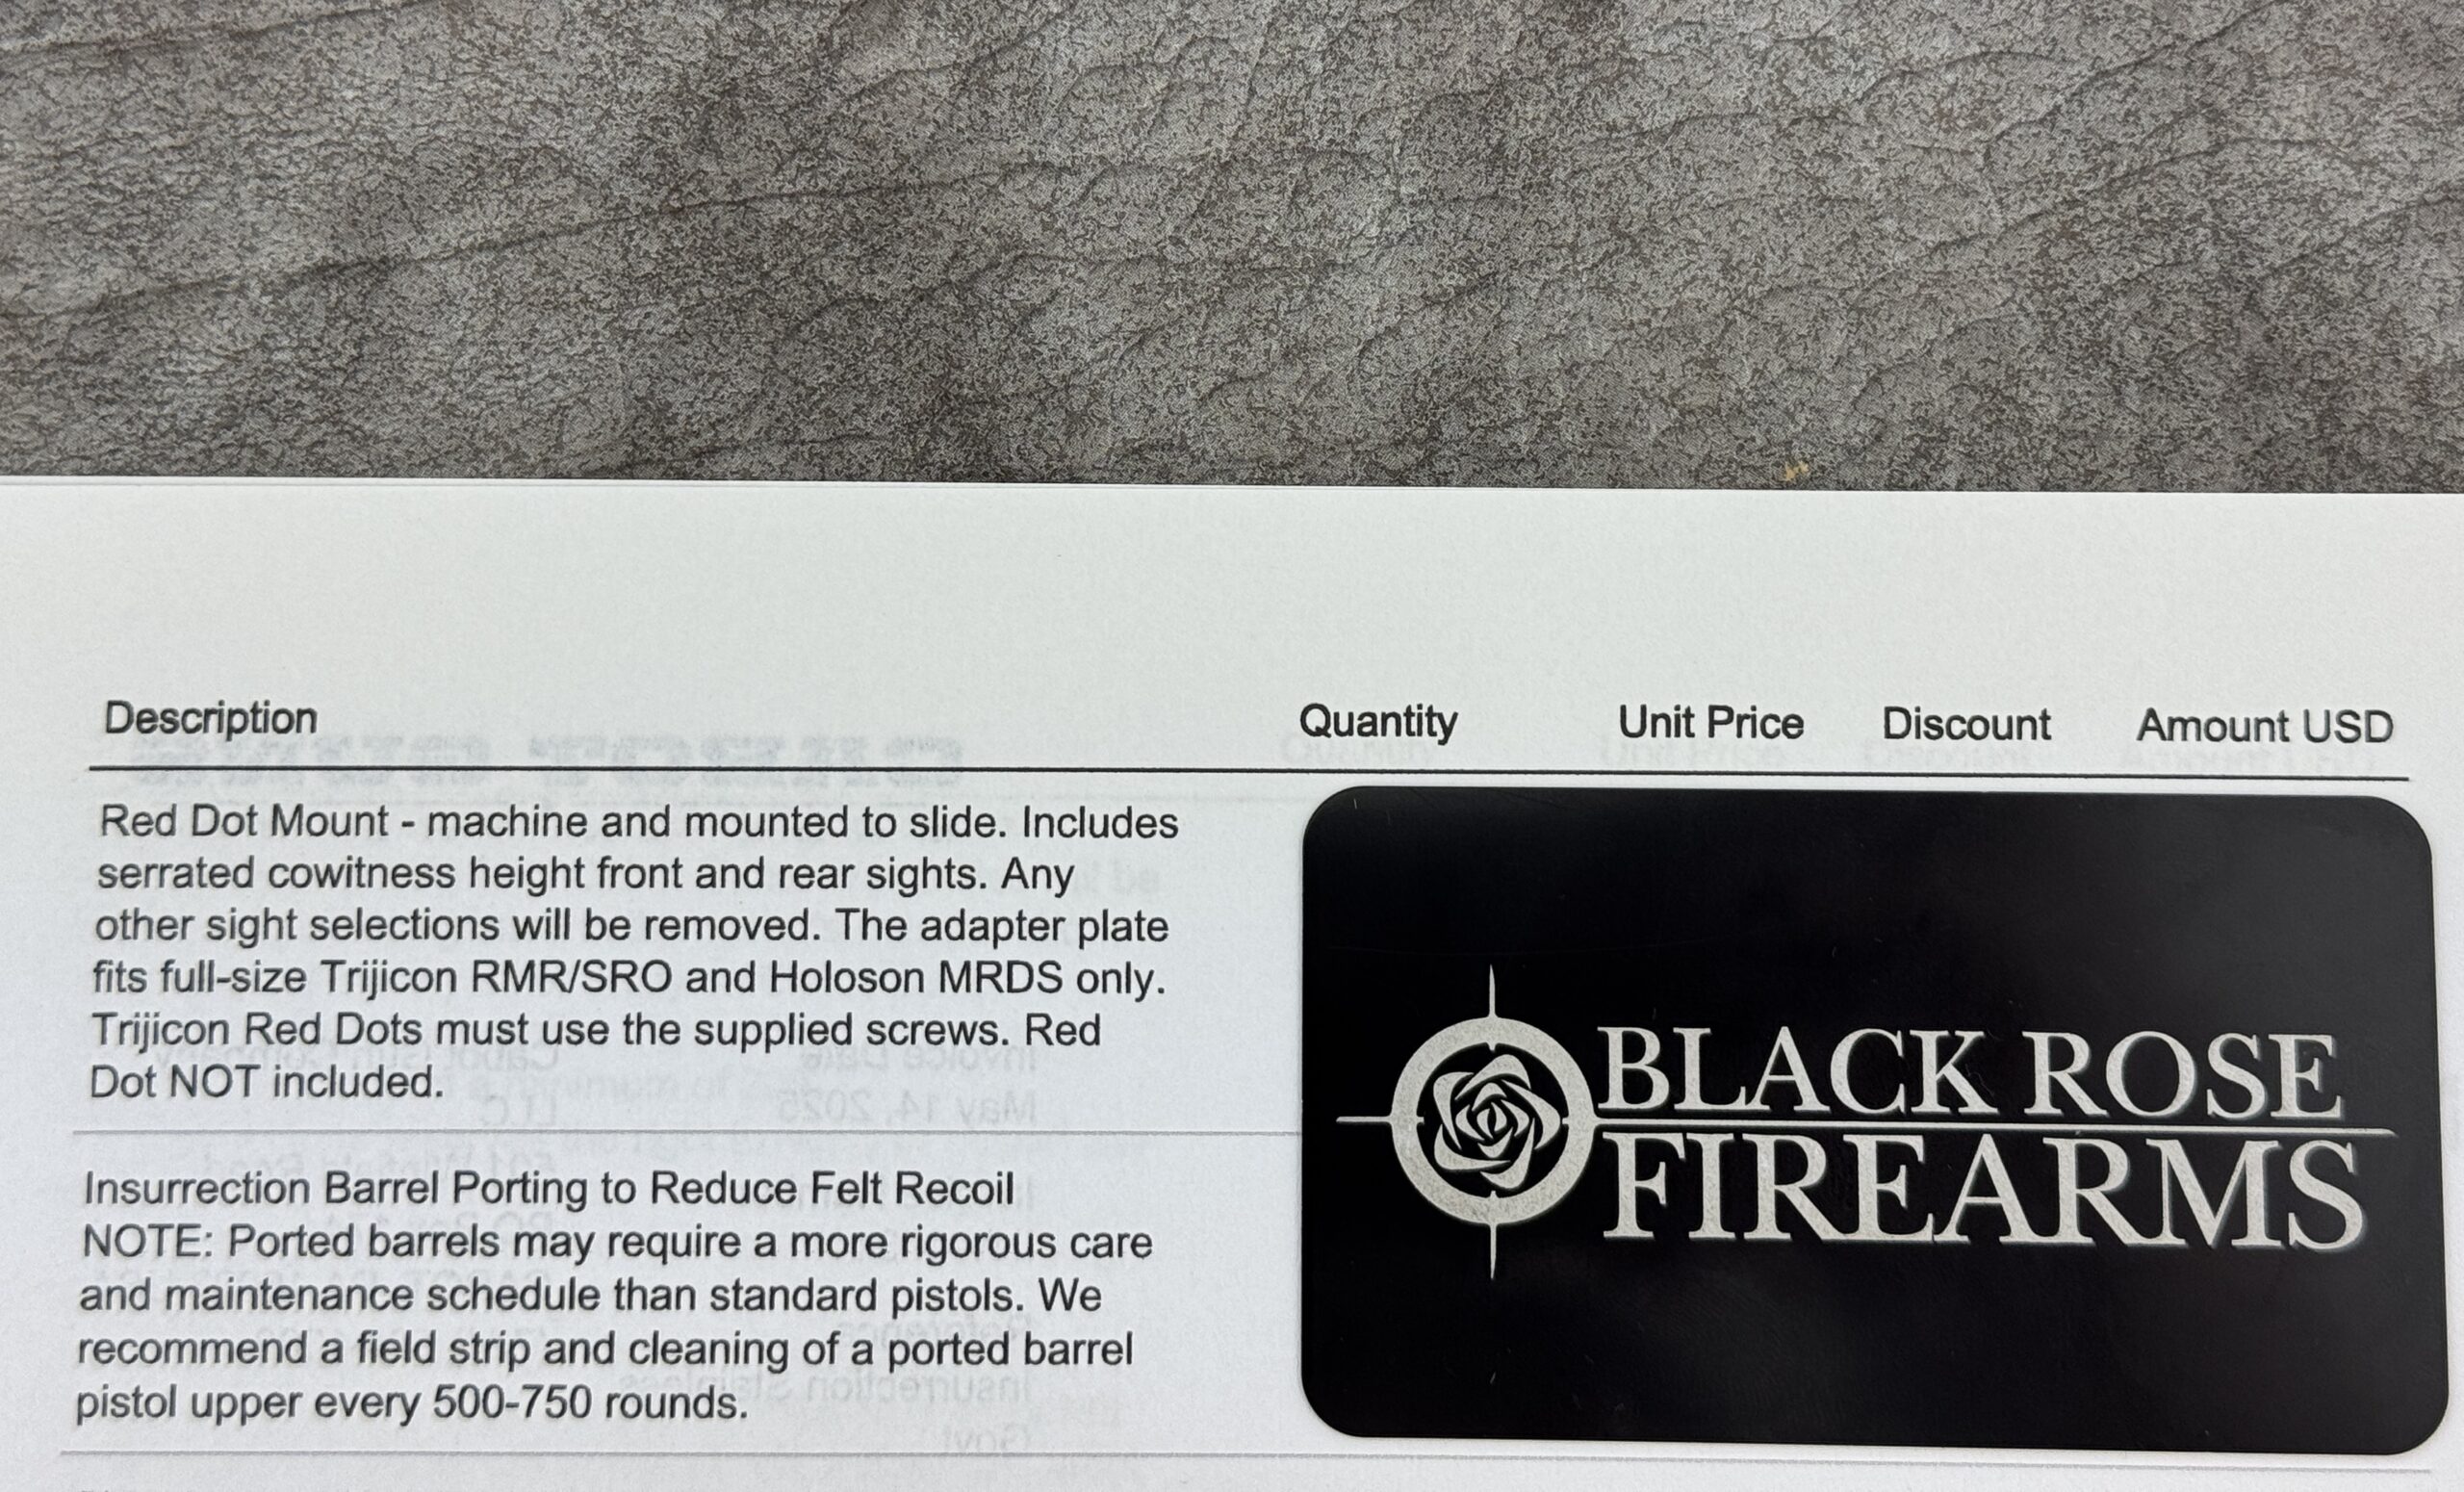 Description Quantity Unit Price Discount Amount USD
Red Dot Mount - machine and mounted to slide. Includes
serrated cowitness height front and rear sights. Any
other sight selections will be removed. The adapter plate
fits full-size Trijicon RMR/SRO and Holoson MRDS only.
Trijicon Red Dots must use the supplied screws. Red
Dot NOT included.
Insurrection Barrel Porting to Reduce Felt Recoil
NOTE: Ported barrels may require a more rigorous care
and maintenance schedule than standard pistols. We
recommend a field strip and cleaning of a ported barrel
pistol upper every 500-750 rounds.
BLACK ROSE
FIREARMS